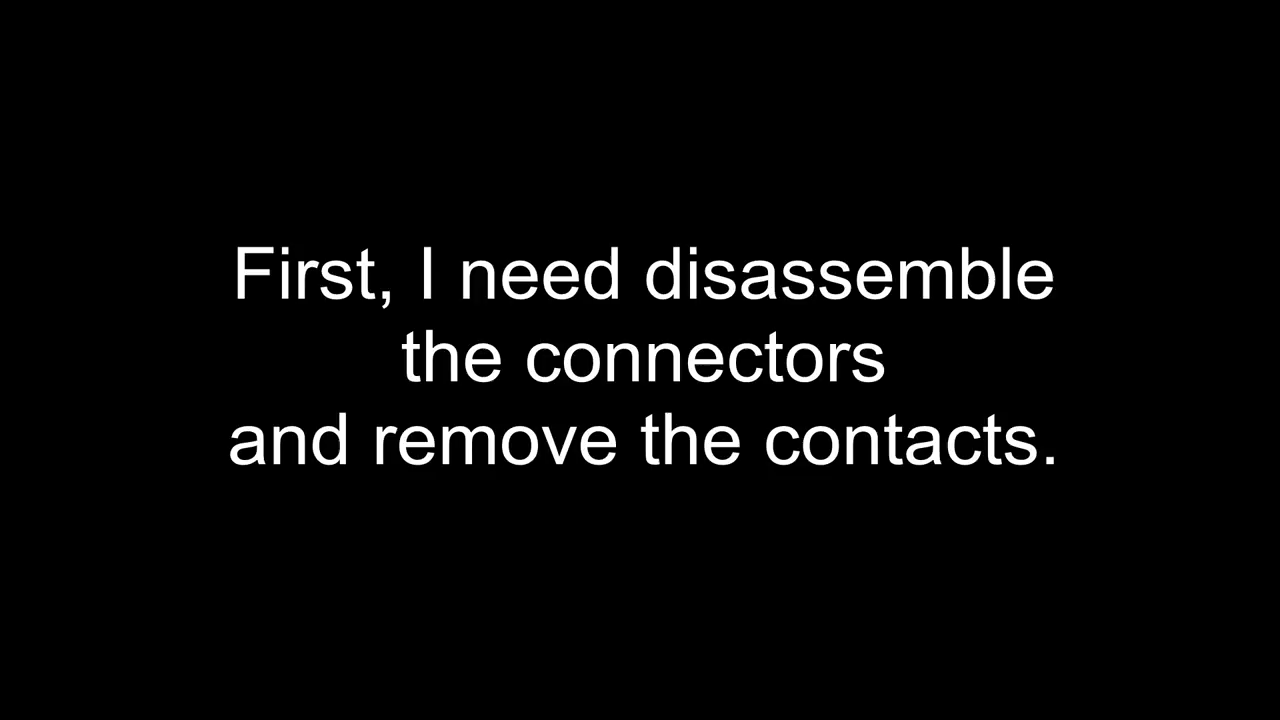 First, I need disassemble
the connectors
and remove the contacts.